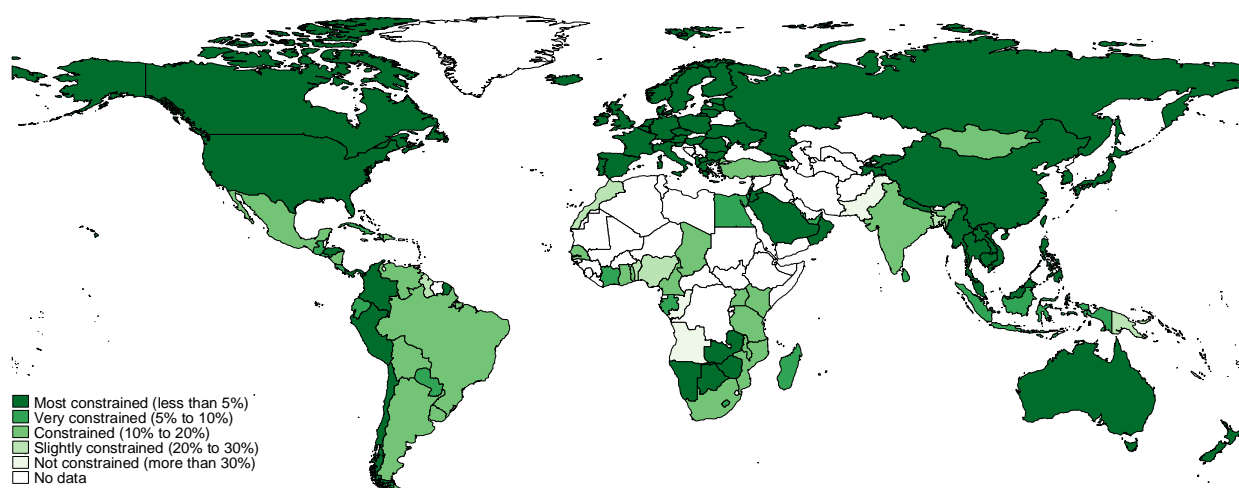 Most constrained (less than 5%)
Very constrained (5% to 10%)
Constrained (10% to 20%)
Slightly constrained (20% to 30%)
Not constrained (more than 30%)
No data